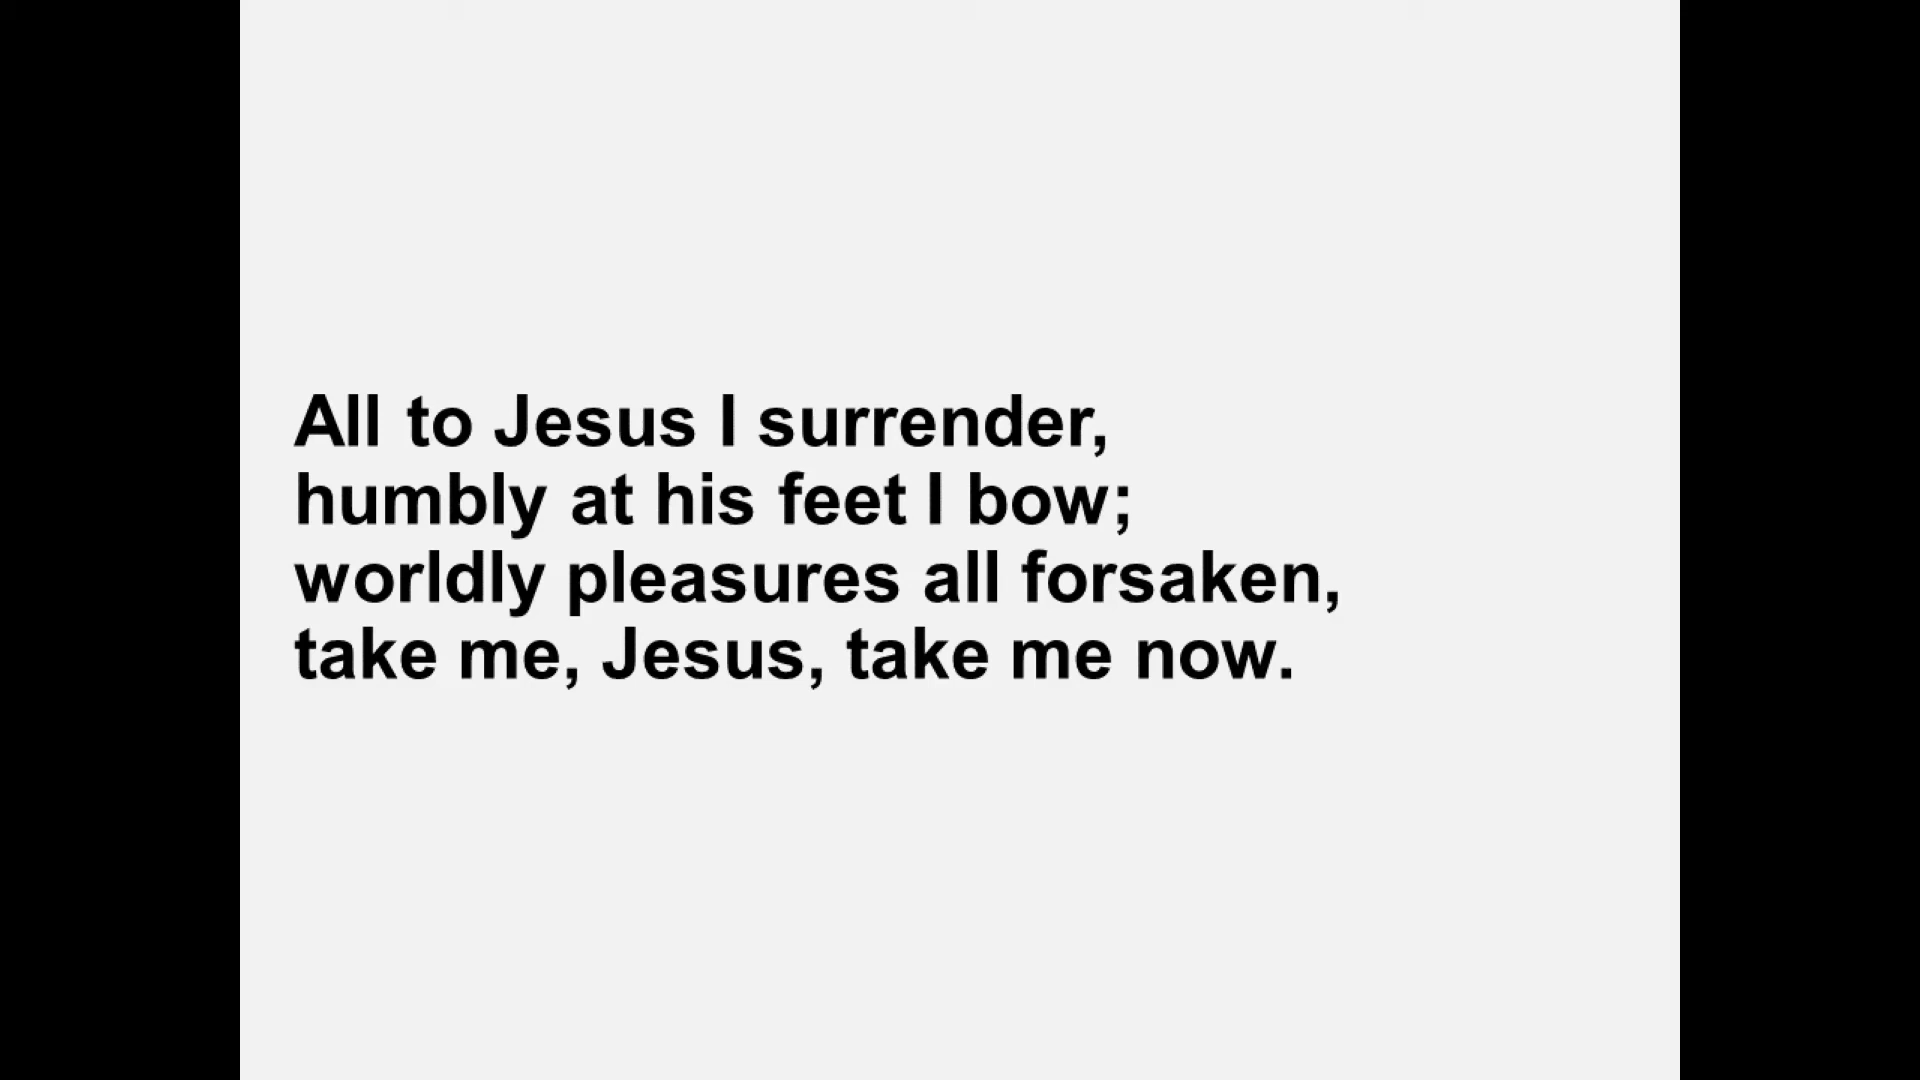 All to Jesus I surrender,
humbly at his feet I bow;
worldly pleasures all forsaken,
take me, Jesus, take me now.